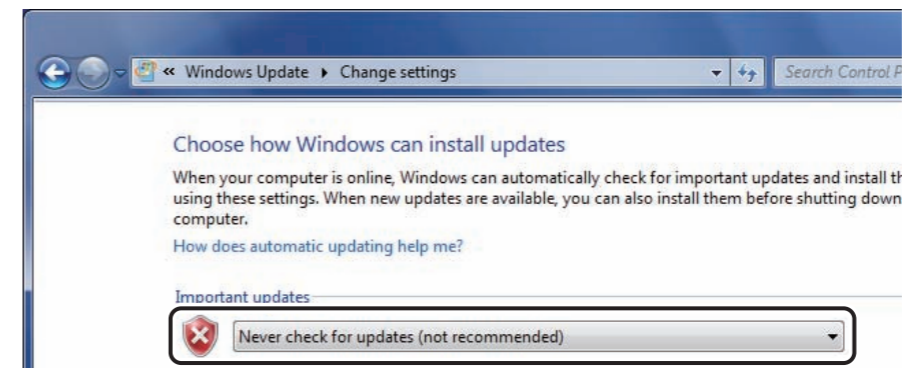 « Windows Update ▸ Change settings
Search Control P
Choose how Windows can install updates
When your computer is online, Windows can automatically check for important updates and install th
using these settings. When new updates are available, you can also install them before shutting down
computer.
How does automatic updating help me?
Important updates
Never check for updates (not recommended)